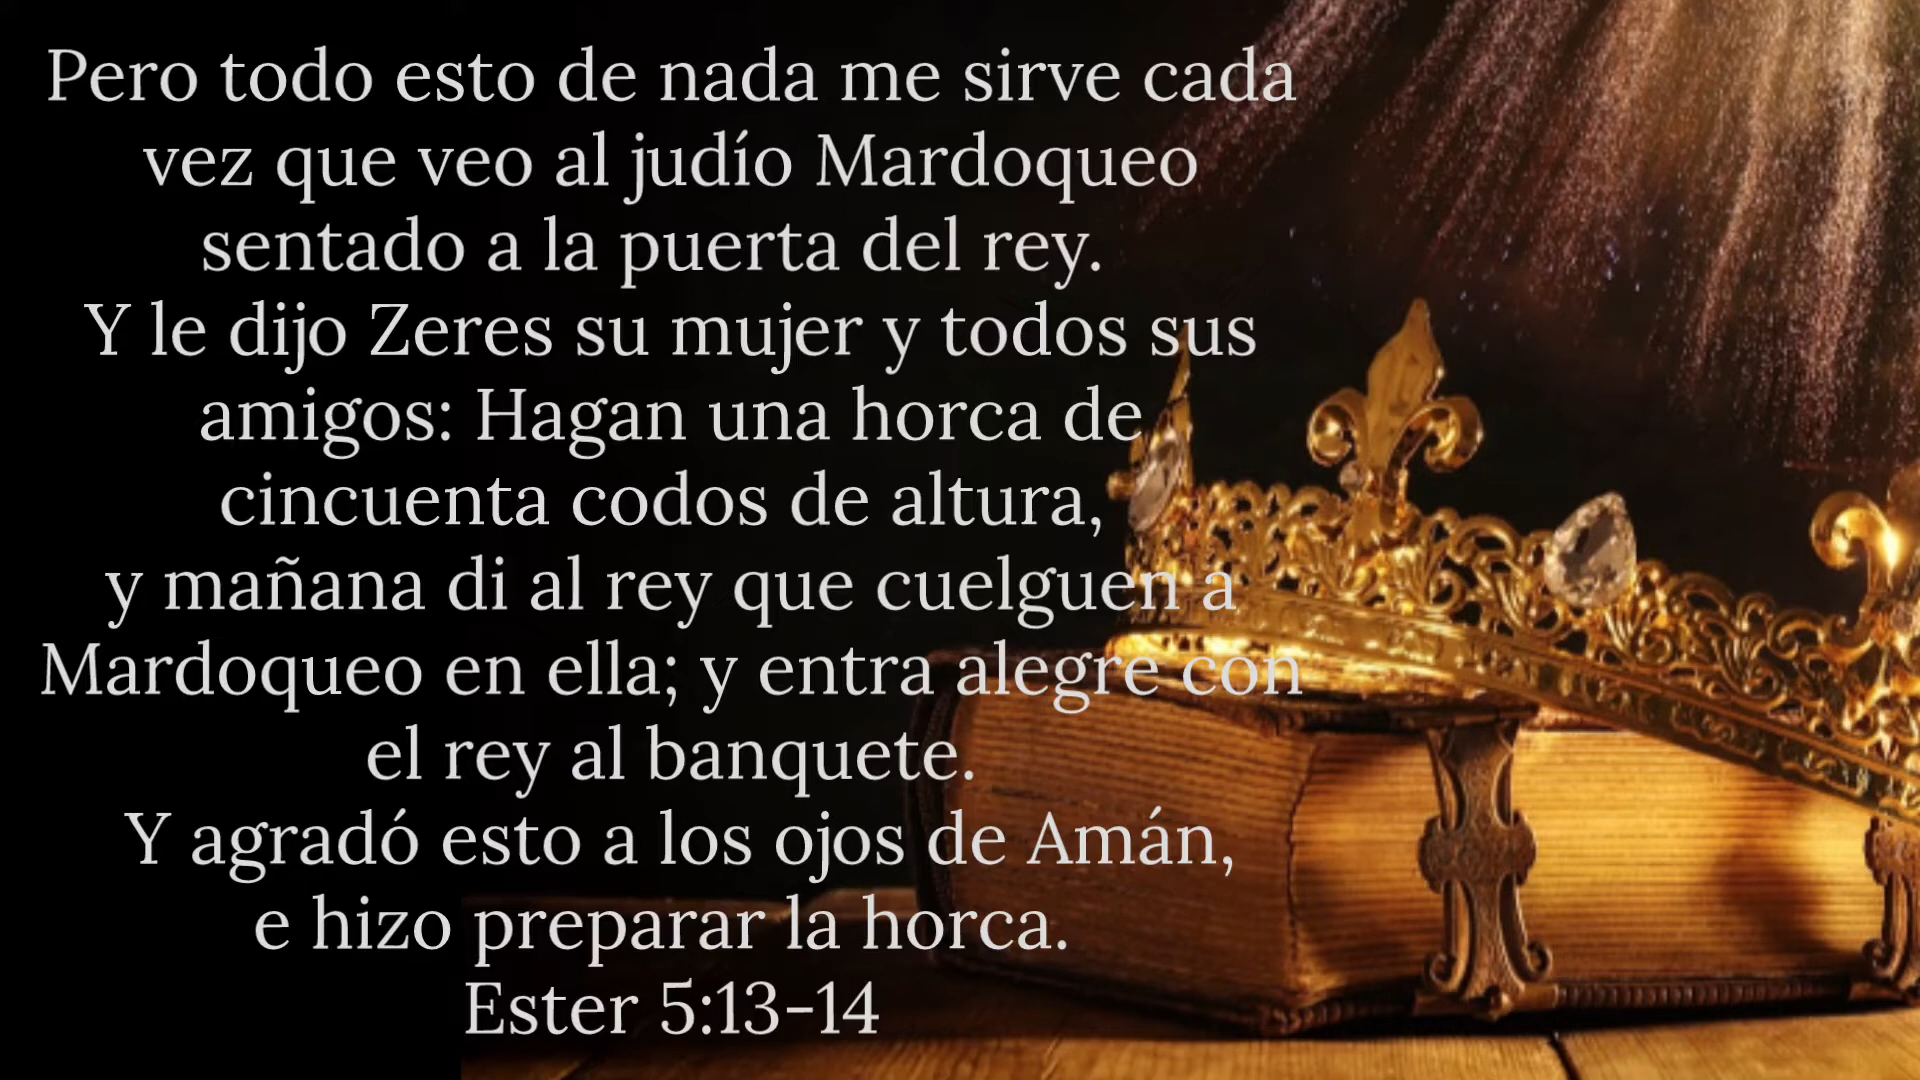 Pero todo esto de nada me sirve cada
vez que veo al judío Mardoqueo
sentado a la puerta del rey.
Y le dijo Zeres su mujer y todos sus
amigos: Hagan una horca de
cincuenta codos de altura,
y mañana di al rey que cuelguen a
Mardoqueo en ella; y entra alegre con
el rey al banquete.
Y agradó esto a los ojos de Amán,
e hizo preparar la horca.
Ester 5:13-14